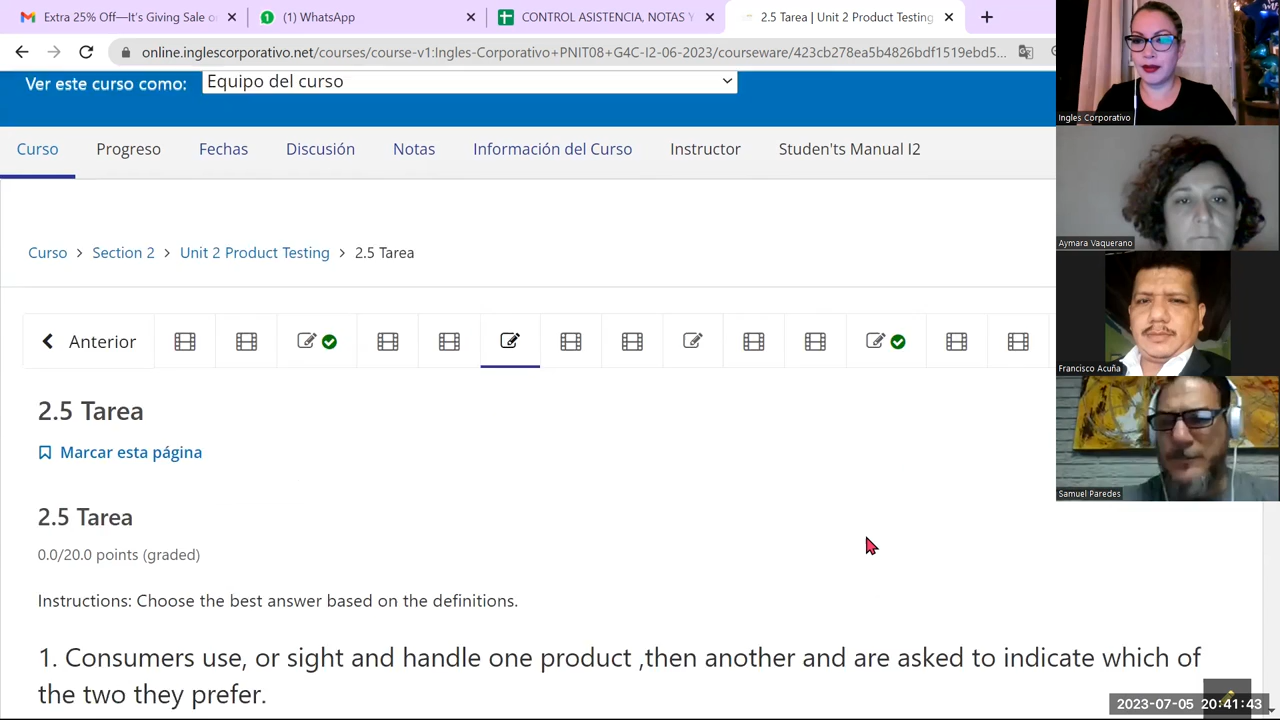 Extra 25% Off—It's Giving Sale o
(1) WhatsApp
CONTROL ASISTENCIA, NOTAS Y
2.5 Tarea | Unit 2 Product Testing
online.inglescorporativo.net/courses/course-v1:Ingles-Corporativo+PNIT08+G4C-I2-06-2023/courseware/423cb278ea5b4826bdf1519ebd5...
Ver este curso como:
Equipo del curso
Curso
Progreso
Fechas
Discusión
Notas
Información del Curso
Instructor
Studen'ts Manual I2
Curso > Section 2 > Unit 2 Product Testing > 2.5 Tarea
Anterior
2.5 Tarea
Marcar esta página
2.5 Tarea
0.0/20.0 points (graded)
Instructions: Choose the best answer based on the definitions.
1. Consumers use, or sight and handle one product ,then another and are asked to indicate which of
the two they prefer.
Ingles Corporativo
Aymara Vaquerano
Francisco Acuña
Samuel Paredes
2023-07-05 20:41:43